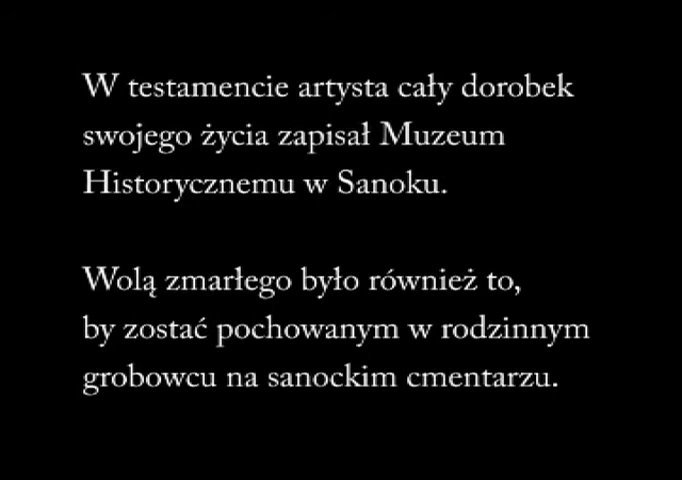 W testamencie artysta cały dorobek
swojego życia zapisał Muzeum
Historycznemu w Sanoku.
Wolą zmarłego było również to,
by zostać pochowanym w rodzinnym
grobowcu na sanockim cmentarzu.